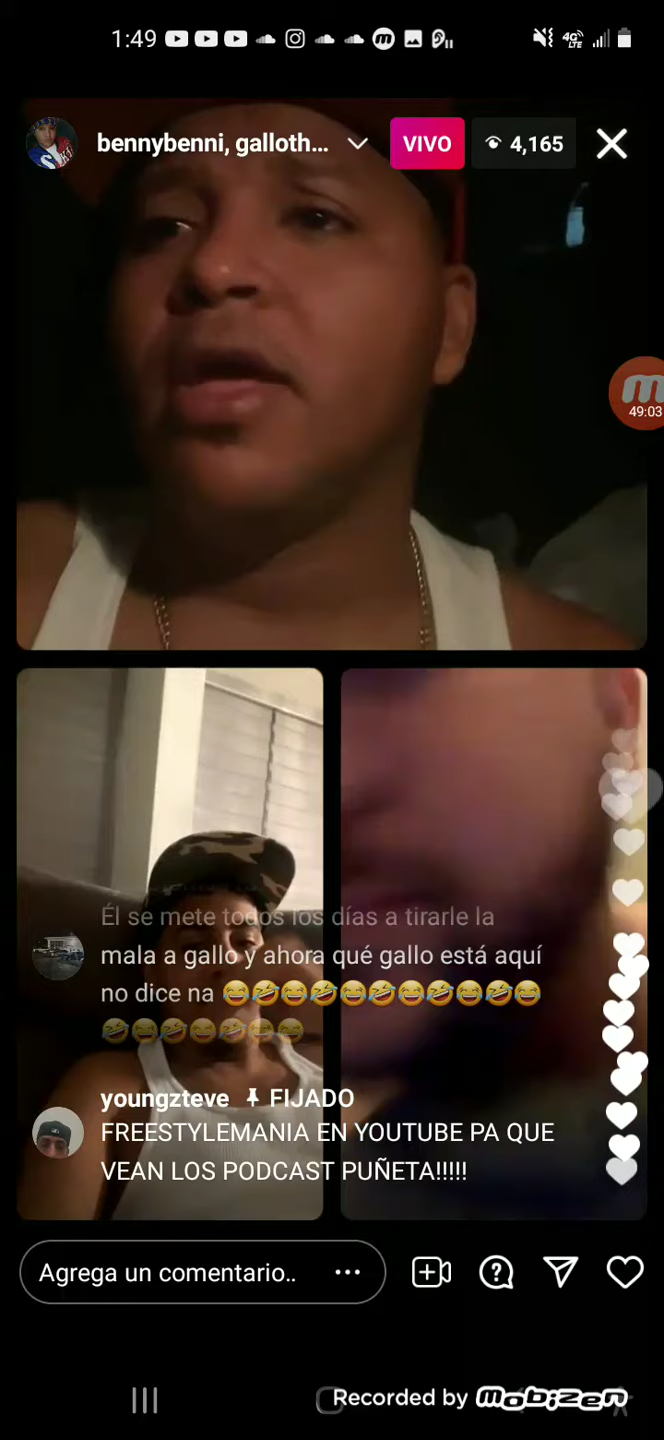 1:49
4G LTE
bennybenni, galloth...
VIVO
4,165
49:03
Él se mete todos los días a tirarle la
mala a gallo y ahora qué gallo está aquí
no dice na 😂🤣😂🤣😂🤣😂🤣😂🤣😂
🤣😂🤣😂🤣😂😂
youngzteve FIJADO
FREESTYLEMANIA EN YOUTUBE PA QUE
VEAN LOS PODCAST PUÑETA!!!!!
Agrega un comentario..
Recorded by mobizen